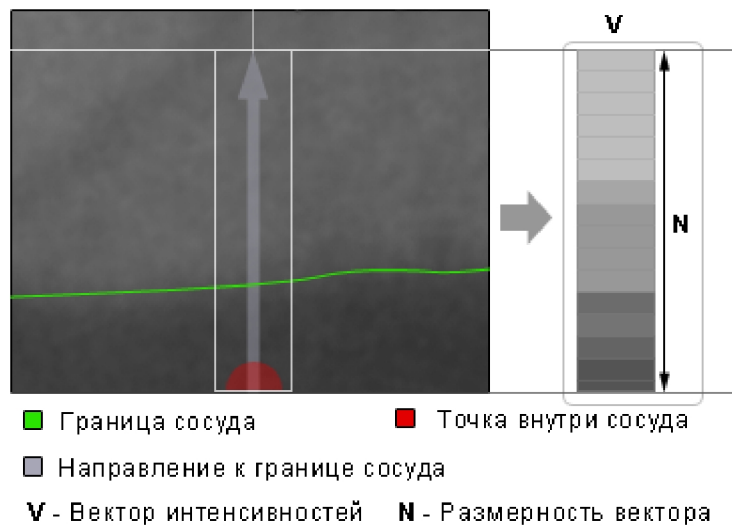 V
N
Граница сосуда
Точка внутри сосуда
Направление к границе сосуда
V - Вектор интенсивностей
N - Размерность вектора